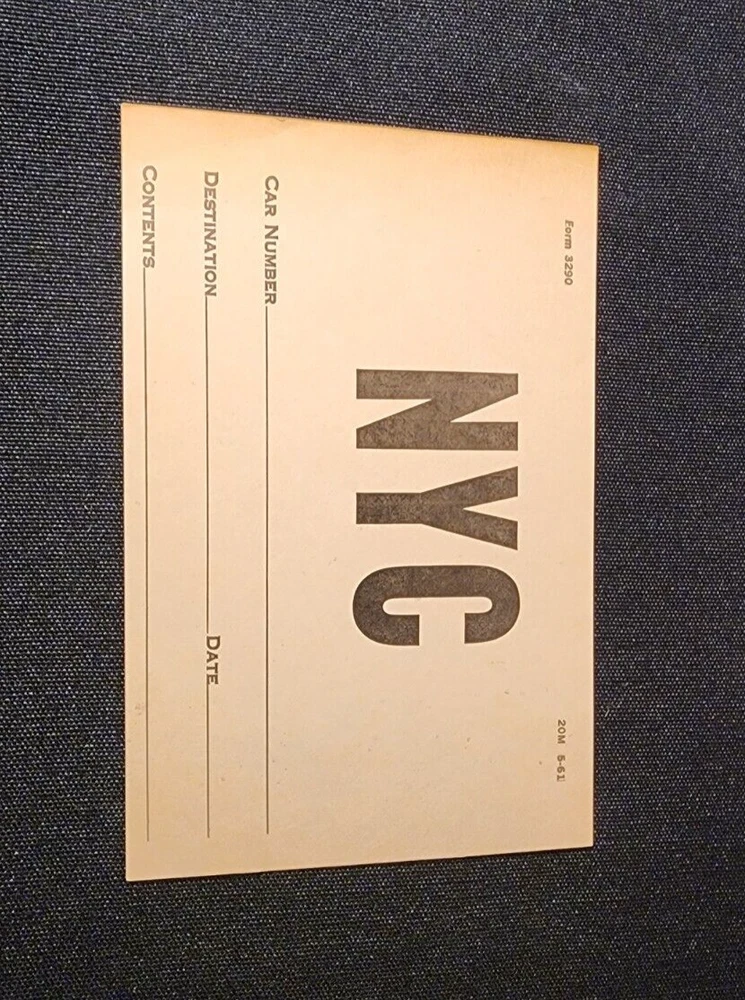 Form 3290 20M 5-61
NYC
CAR NUMBER
DESTINATION DATE
CONTENTS